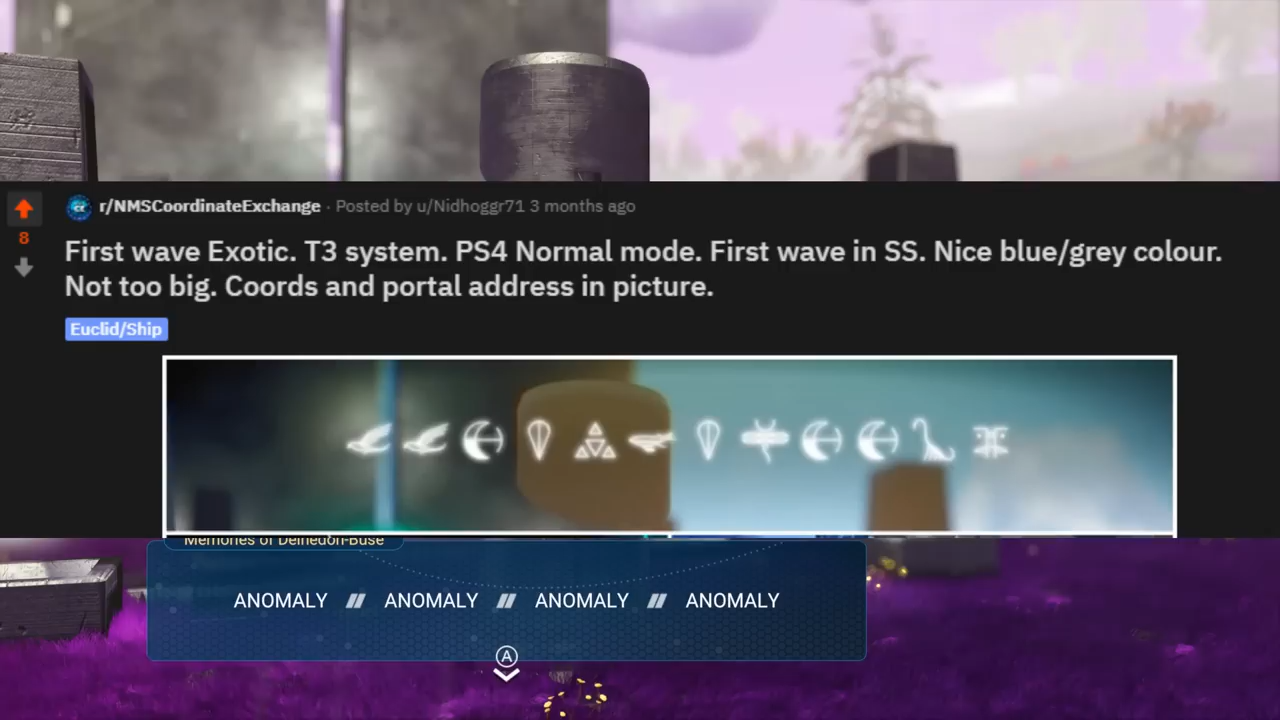 r/NMSCoordinateExchange · Posted by u/Nidhoggr71 3 months ago
8
First wave Exotic. T3 system. PS4 Normal mode. First wave in SS. Nice blue/grey colour.
Not too big. Coords and portal address in picture.
Euclid/Ship
Memories of
ANOMALY // ANOMALY // ANOMALY // ANOMALY
A